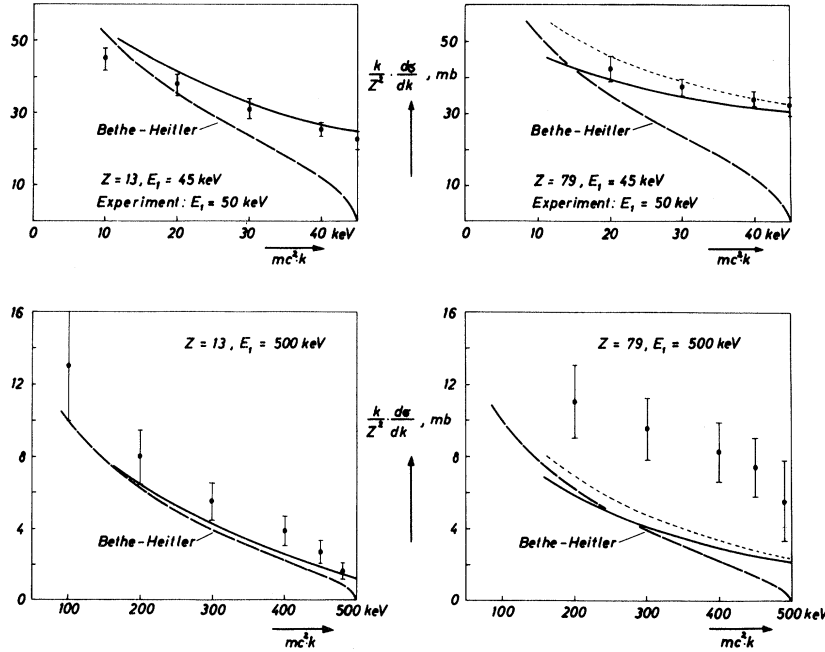 50
30
10
Bethe-Heitler
Z = 13, E₁ = 45 keV
Experiment: E₁ = 50 keV
0 10 20 30 40 keV
mc²·k
k/Z² · dσ/dk , mb
50
30
10
Bethe-Heitler
Z = 79, E₁ = 45 keV
Experiment: E₁ = 50 keV
0 10 20 30 40 keV
mc²·k
16
12
8
4
0
Z = 13, E₁ = 500 keV
Bethe-Heitler
100 200 300 400 500 keV
mc²·k
k/Z² · dσ/dk , mb
16
12
8
4
0
Z = 79, E₁ = 500 keV
Bethe-Heitler
100 200 300 400 500 keV
mc²·k